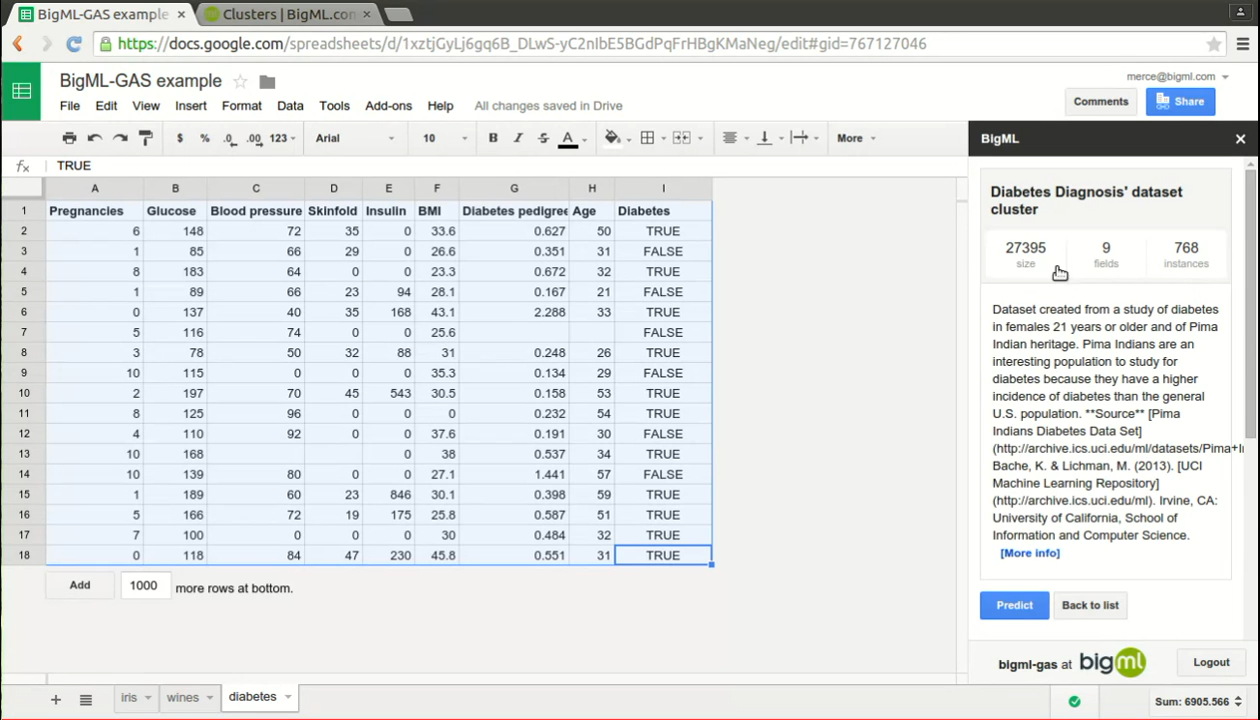 BigML-GAS example
Clusters | BigML.con
https://docs.google.com/spreadsheets/d/1xztjGyLj6gq6B_DLwS-yC2nIbE5BGdPqFrHBgKMaNeg/edit#gid=767127046
BigML-GAS example
merce@bigml.com
File Edit View Insert Format Data Tools Add-ons Help All changes saved in Drive
Comments Share
$ % .0 .00 123 Arial 10 B I S A More
BigML
fx TRUE
A B C D E F G H I
1 Pregnancies Glucose Blood pressure Skinfold Insulin BMI Diabetes pedigree Age Diabetes
2 6 148 72 35 0 33.6 0.627 50 TRUE
3 1 85 66 29 0 26.6 0.351 31 FALSE
4 8 183 64 0 0 23.3 0.672 32 TRUE
5 1 89 66 23 94 28.1 0.167 21 FALSE
6 0 137 40 35 168 43.1 2.288 33 TRUE
7 5 116 74 0 0 25.6 FALSE
8 3 78 50 32 88 31 0.248 26 TRUE
9 10 115 0 0 0 35.3 0.134 29 FALSE
10 2 197 70 45 543 30.5 0.158 53 TRUE
11 8 125 96 0 0 0 0.232 54 TRUE
12 4 110 92 0 0 37.6 0.191 30 FALSE
13 10 168 0 0 38 0.537 34 TRUE
14 10 139 80 0 0 27.1 1.441 57 FALSE
15 1 189 60 23 846 30.1 0.398 59 TRUE
16 5 166 72 19 175 25.8 0.587 51 TRUE
17 7 100 0 0 0 30 0.484 32 TRUE
18 0 118 84 47 230 45.8 0.551 31 TRUE
Add 1000 more rows at bottom.
Diabetes Diagnosis' dataset
cluster
27395 9 768
size fields instances
Dataset created from a study of diabetes
in females 21 years or older and of Pima
Indian heritage. Pima Indians are an
interesting population to study for
diabetes because they have a higher
incidence of diabetes than the general
U.S. population. **Source** [Pima
Indians Diabetes Data Set]
(http://archive.ics.uci.edu/ml/datasets/Pima+I
Bache, K. & Lichman, M. (2013). [UCI
Machine Learning Repository]
(http://archive.ics.uci.edu/ml). Irvine, CA:
University of California, School of
Information and Computer Science.
[More info]
Predict Back to list
bigml-gas at bigml Logout
+ iris wines diabetes
Sum: 6905.566